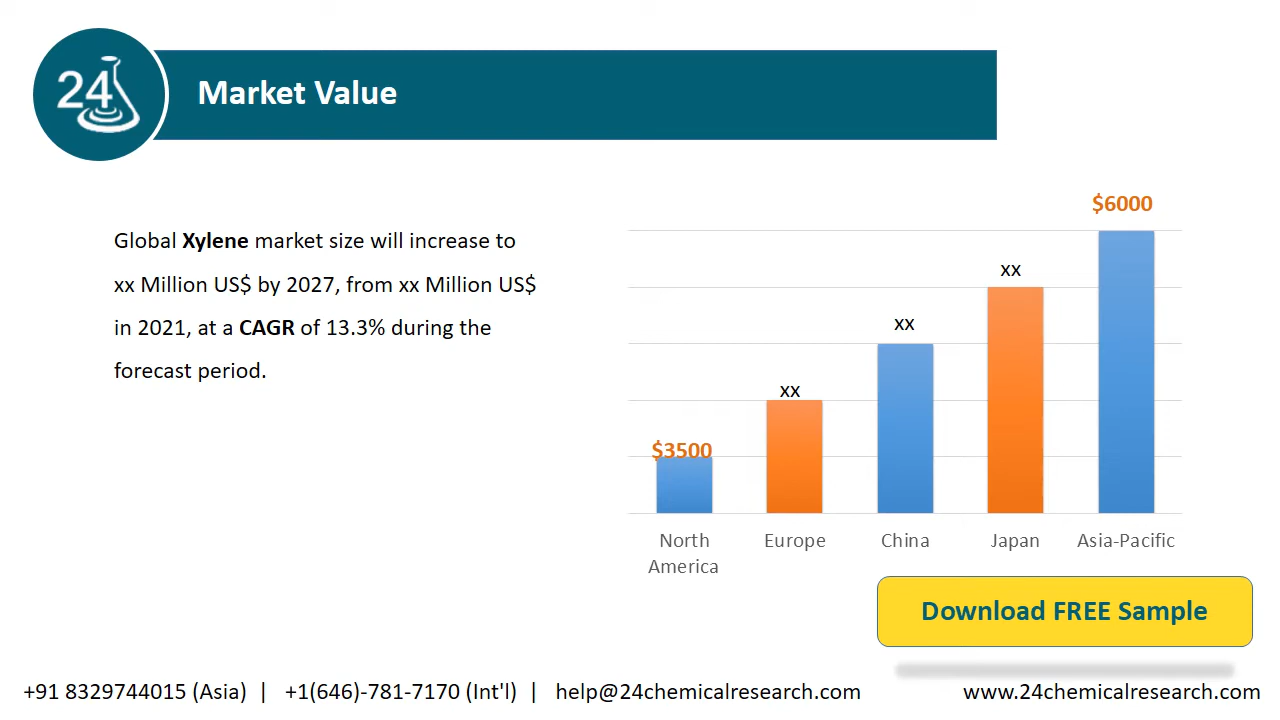 24
Market Value
Global Xylene market size will increase to
xx Million US$ by 2027, from xx Million US$
in 2021, at a CAGR of 13.3% during the
forecast period.
$6000
xx
xx
xx
$3500
North
America
Europe
China
Japan
Asia-Pacific
Download FREE Sample
+91 8329744015 (Asia) | +1(646)-781-7170 (Int'l) | help@24chemicalresearch.com
www.24chemicalresearch.com